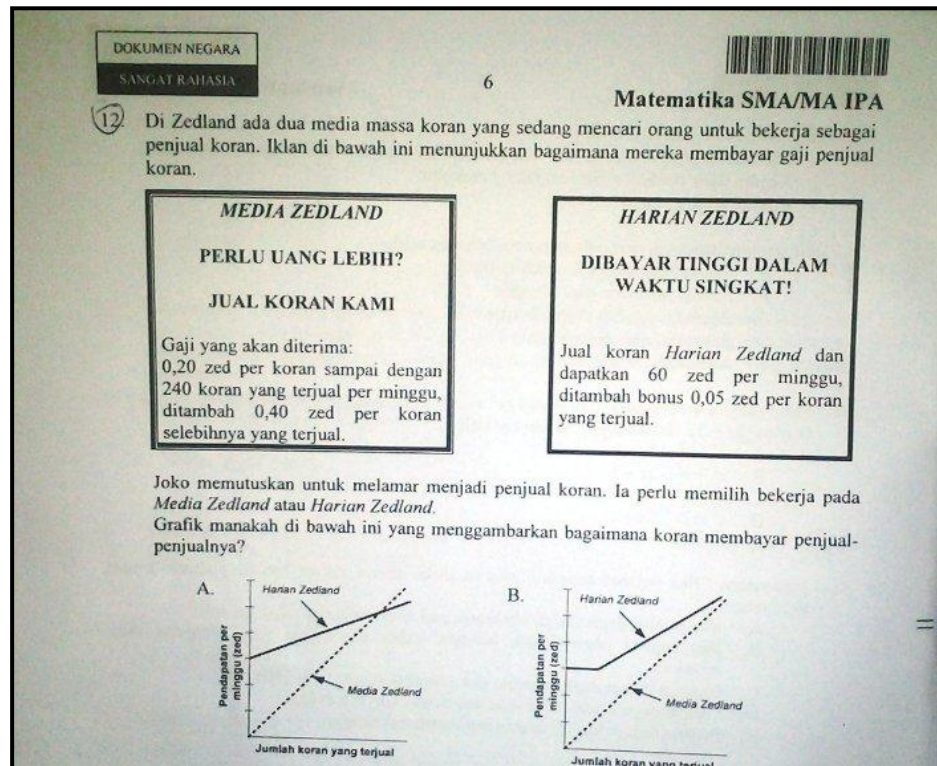 DOKUMEN NEGARA
SANGAT RAHASIA
6
Matematika SMA/MA IPA
12. Di Zedland ada dua media massa koran yang sedang mencari orang untuk bekerja sebagai
penjual koran. Iklan di bawah ini menunjukkan bagaimana mereka membayar gaji penjual
koran.
MEDIA ZEDLAND
PERLU UANG LEBIH?
JUAL KORAN KAMI
Gaji yang akan diterima:
0,20 zed per koran sampai dengan
240 koran yang terjual per minggu,
ditambah 0,40 zed per koran
selebihnya yang terjual.
HARIAN ZEDLAND
DIBAYAR TINGGI DALAM
WAKTU SINGKAT!
Jual koran Harian Zedland dan
dapatkan 60 zed per minggu,
ditambah bonus 0,05 zed per koran
yang terjual.
Joko memutuskan untuk melamar menjadi penjual koran. Ia perlu memilih bekerja pada
Media Zedland atau Harian Zedland.
Grafik manakah di bawah ini yang menggambarkan bagaimana koran membayar penjual-
penjualnya?
A.
Harian Zedland
Pendapatan per
minggu (zed)
Media Zedland
Jumlah koran yang terjual
B.
Harian Zedland
Pendapatan per
minggu (zed)
Media Zedland
Jumlah koran yang terjual